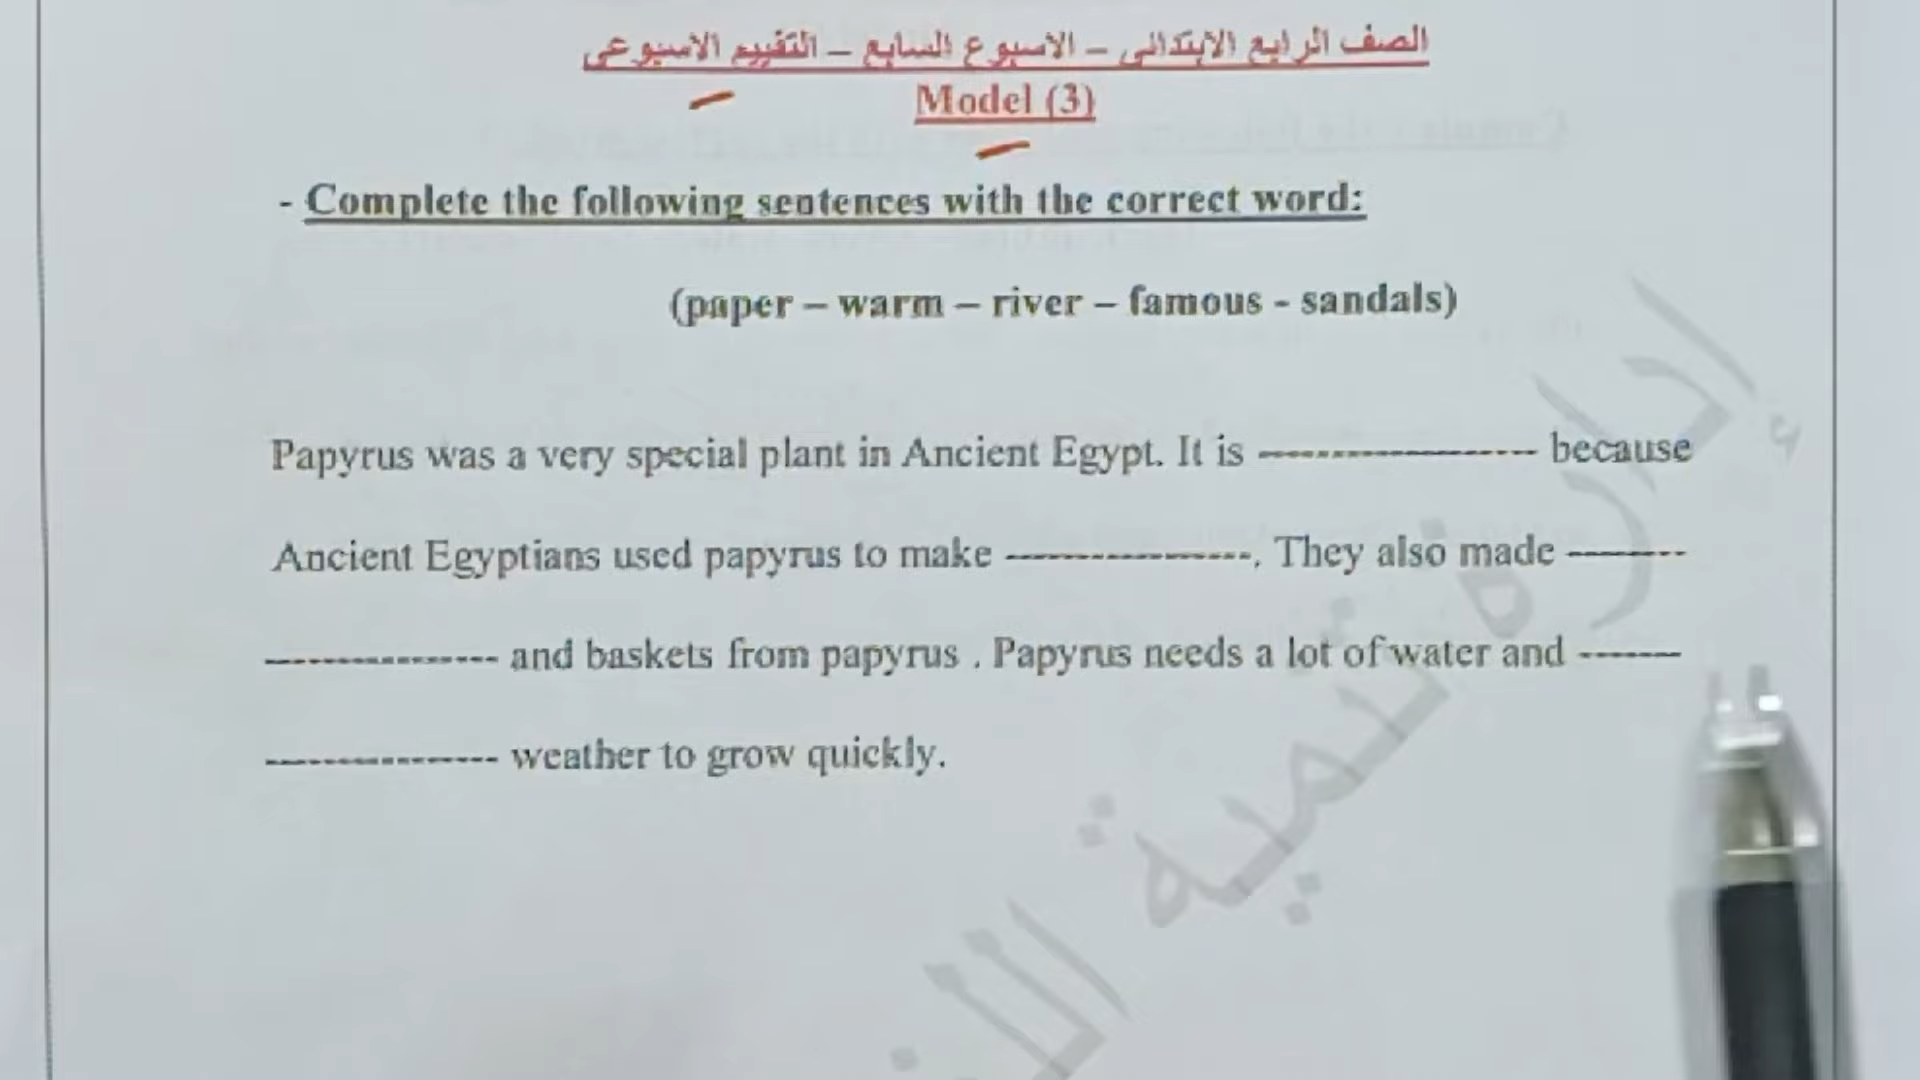 الصف الرابع الابتدائى – الاسبوع السابع – التقييم الاسبوعى
Model (3)
- Complete the following sentences with the correct word:
(paper – warm – river – famous - sandals)
Papyrus was a very special plant in Ancient Egypt. It is ------------------ because
Ancient Egyptians used papyrus to make ----------------. They also made --------
---------------- and baskets from papyrus . Papyrus needs a lot of water and -------
---------------- weather to grow quickly.
إدارة تنمية